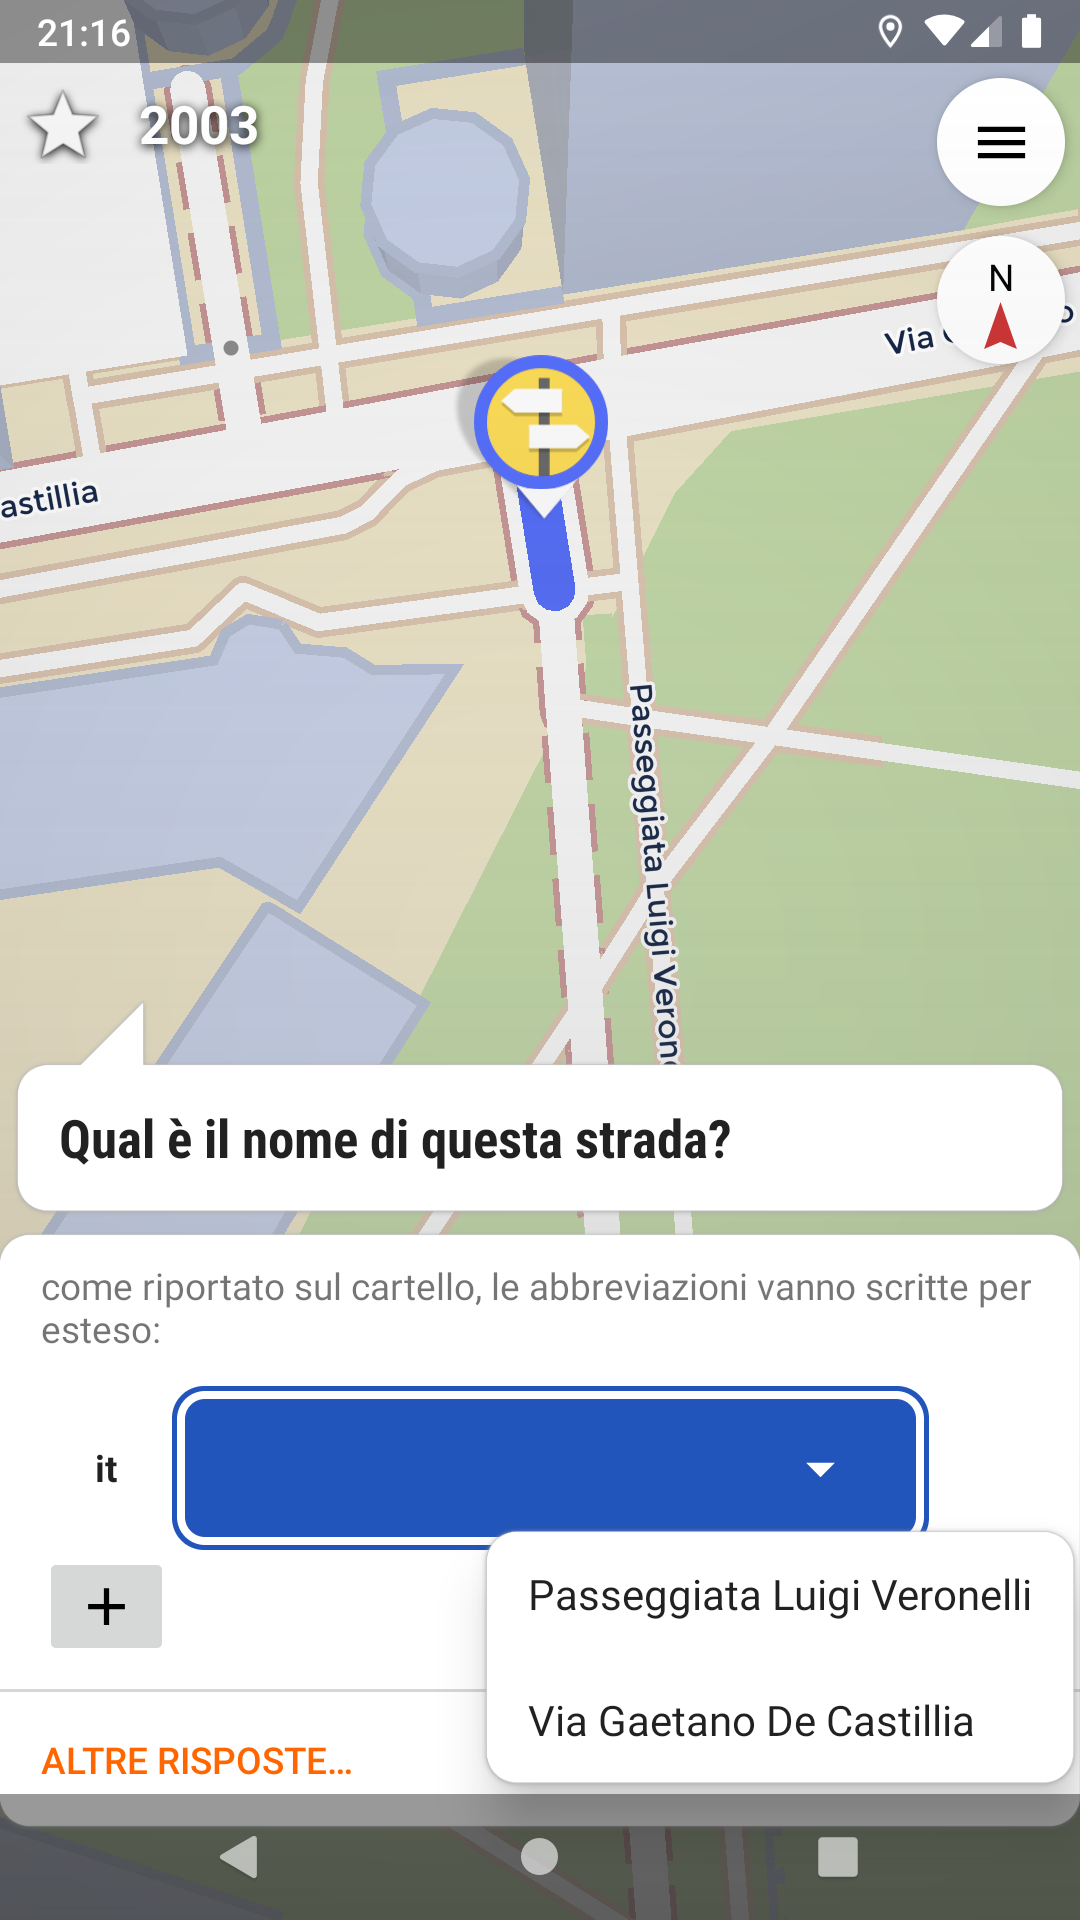 21:16
2003
N
Via
astillia
Passeggiata Luigi Veron
Qual è il nome di questa strada?
come riportato sul cartello, le abbreviazioni vanno scritte per
esteso:
it
Passeggiata Luigi Veronelli
Via Gaetano De Castillia
ALTRE RISPOSTE…